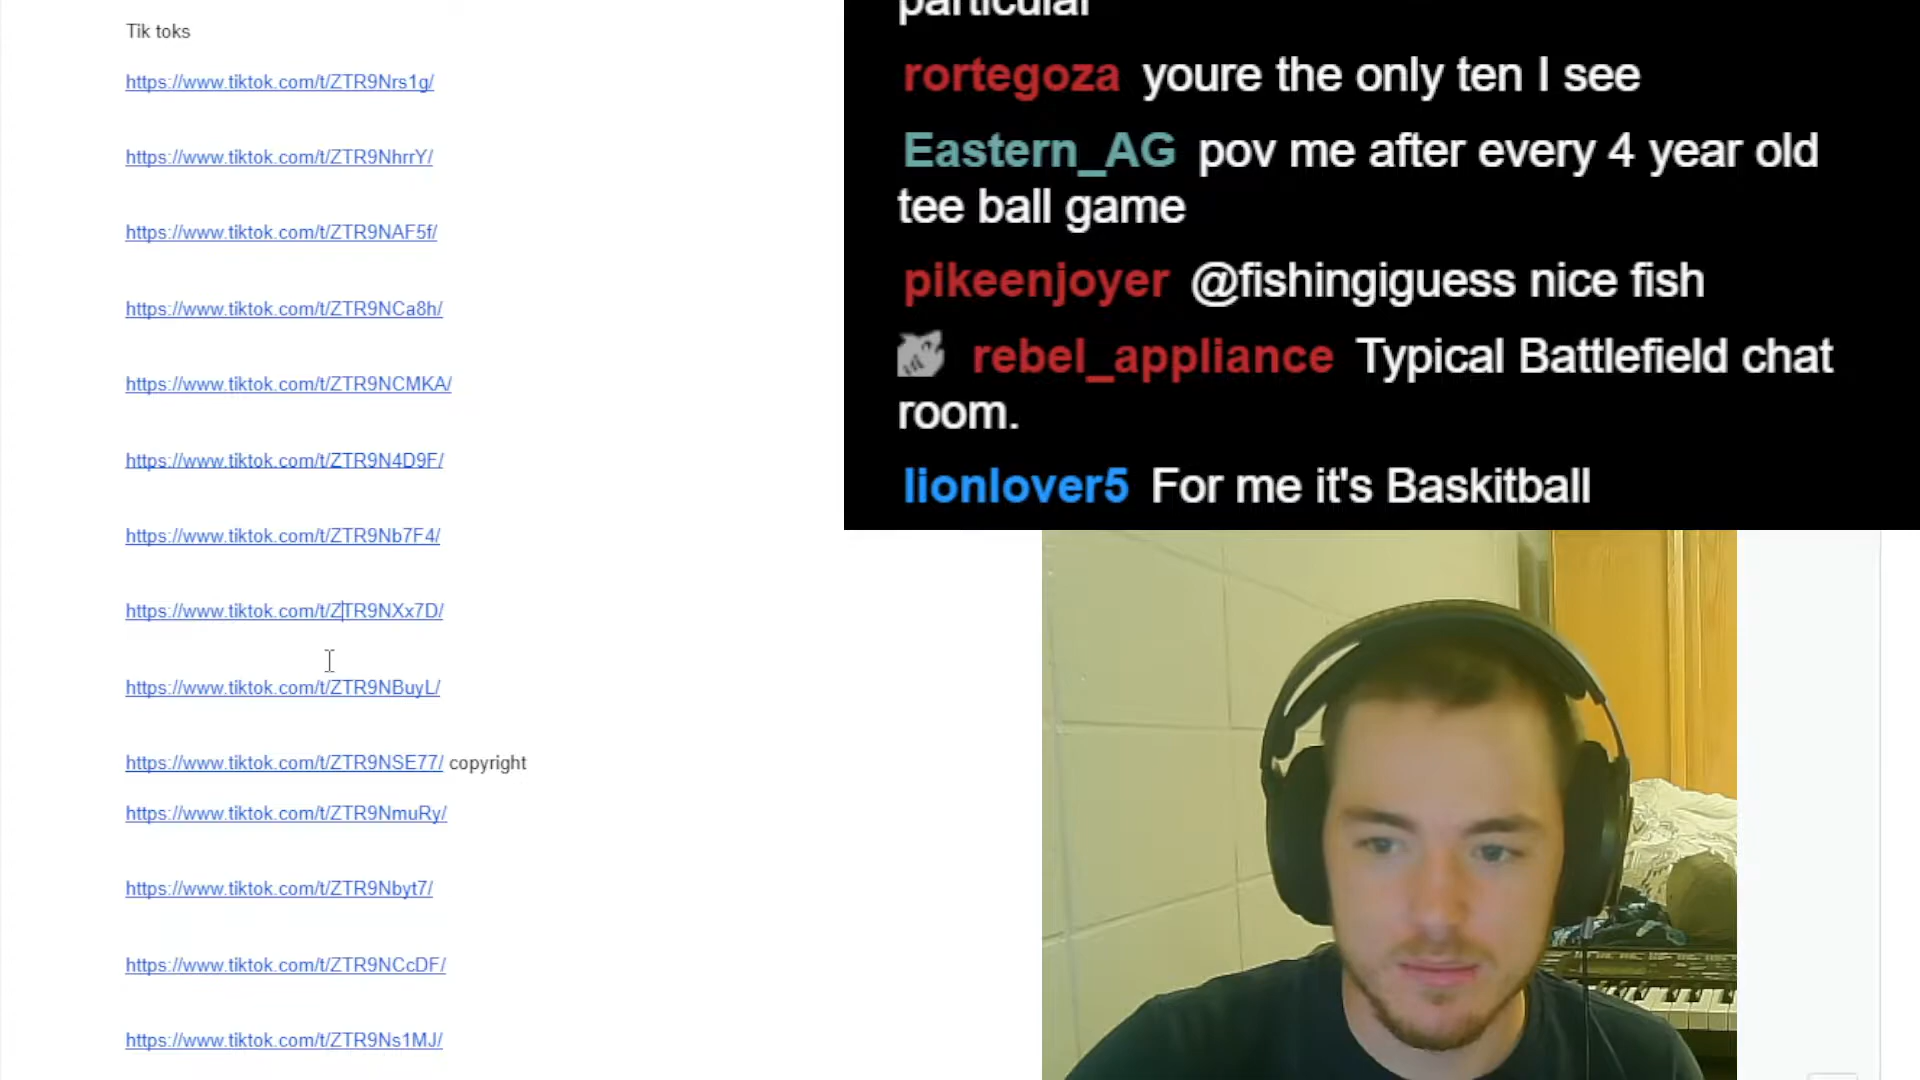 Tik toks
https://www.tiktok.com/t/ZTR9Nrs1g/
https://www.tiktok.com/t/ZTR9NhrrY/
https://www.tiktok.com/t/ZTR9NAF5f/
https://www.tiktok.com/t/ZTR9NCa8h/
https://www.tiktok.com/t/ZTR9NCMKA/
https://www.tiktok.com/t/ZTR9N4D9F/
https://www.tiktok.com/t/ZTR9Nb7F4/
https://www.tiktok.com/t/ZTR9NXx7D/
https://www.tiktok.com/t/ZTR9NBuyL/
https://www.tiktok.com/t/ZTR9NSE77/ copyright
https://www.tiktok.com/t/ZTR9NmuRy/
https://www.tiktok.com/t/ZTR9Nbyt7/
https://www.tiktok.com/t/ZTR9NCcDF/
https://www.tiktok.com/t/ZTR9Ns1MJ/
particular
rortegoza youre the only ten I see
Eastern_AG pov me after every 4 year old
tee ball game
pikeenjoyer @fishingiguess nice fish
rebel_appliance Typical Battlefield chat
room.
lionlover5 For me it's Baskitball